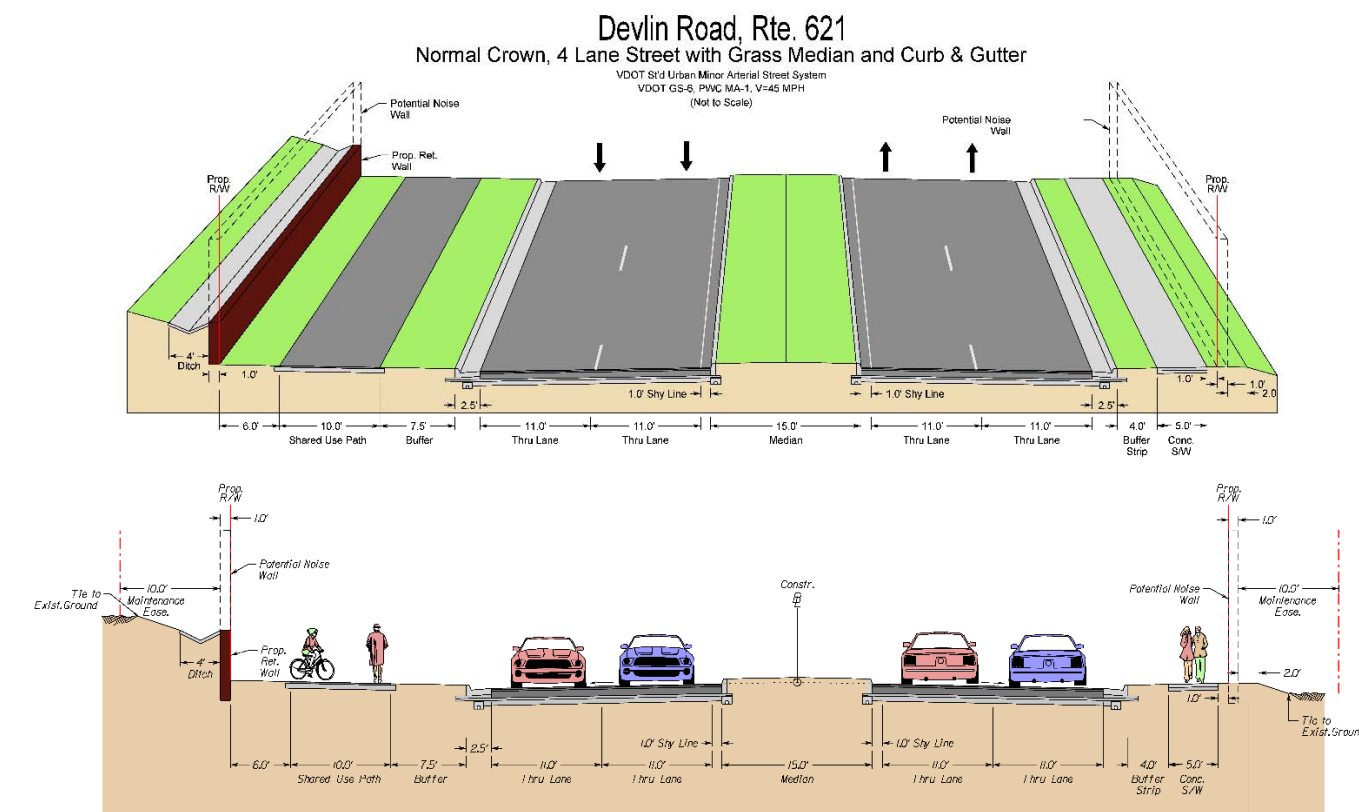 Devlin Road, Rte. 621
Normal Crown, 4 Lane Street with Grass Median and Curb & Gutter
VDOT St'd Urban Minor Arterial Street System
VDOT GS-6, PWC MA-1, V=45 MPH
(Not to Scale)
Potential Noise
Wall
Potential Noise
Wall
Prop. Ret.
Wall
Prop.
R/W
Prop.
R/W
4'
Ditch
1.0'
1.0'
1.0'
2.0
1.0' Shy Line
1.0' Shy Line
2.5'
2.5'
6.0'
10.0'
7.5'
11.0'
11.0'
15.0'
11.0'
11.0'
4.0'
5.0'
Shared Use Path
Buffer
Thru Lane
Thru Lane
Median
Thru Lane
Thru Lane
Buffer
Strip
Conc.
S/W
Prop.
R/W
Prop.
R/W
1.0'
1.0'
Potential Noise
Wall
Potential Noise
Wall
Constr.
10.0'
Maintenance
Ease.
10.0'
Maintenance
Ease.
Tie to
Exist.Ground
4'
Ditch
Prop.
Ret.
Wall
2.0'
1.0'
Tie to
Exist.Groun
2.5'
1.0' Shy Line
1.0' Shy Line
6.0'
10.0'
7.5'
11.0'
11.0'
15.0'
11.0'
11.0'
4.0'
5.0'
Shared Use Path
Buffer
Thru Lane
Thru Lane
Median
Thru Lane
Thru Lane
Buffer
Strip
Conc.
S/W